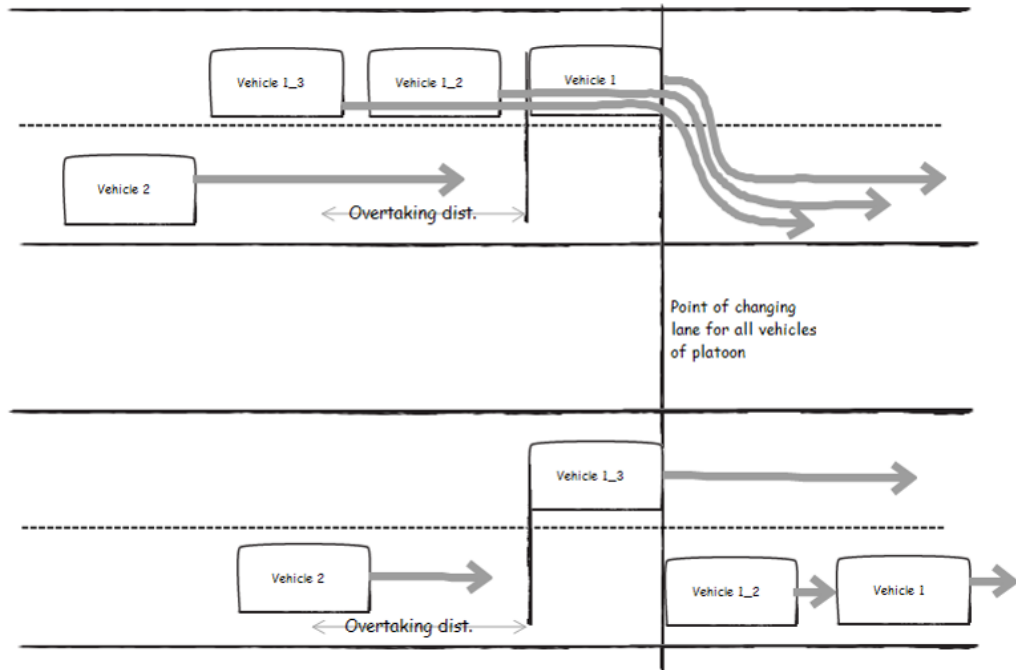 Vehicle 1_3
Vehicle 1_2
Vehicle 1
Vehicle 2
Overtaking dist.
Point of changing
lane for all vehicles
of platoon
Vehicle 1_3
Vehicle 2
Vehicle 1_2
Vehicle 1
Overtaking dist.